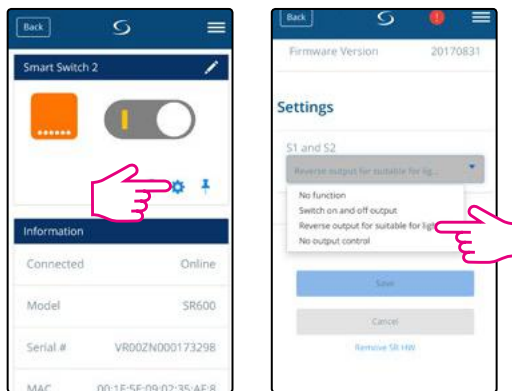 Back
Smart Switch 2
Information
Connected Online
Model SR600
Serial # VR00ZN000173298
MAC 00:1E:5E:09:02:35:AE:8
Back
Firmware Version 20170831
Settings
S1 and S2
Reverse output for suitable for lig...
No function
Switch on and off output
Reverse output for suitable for ligh
No output control
Save
Cancel
Remove SR HW